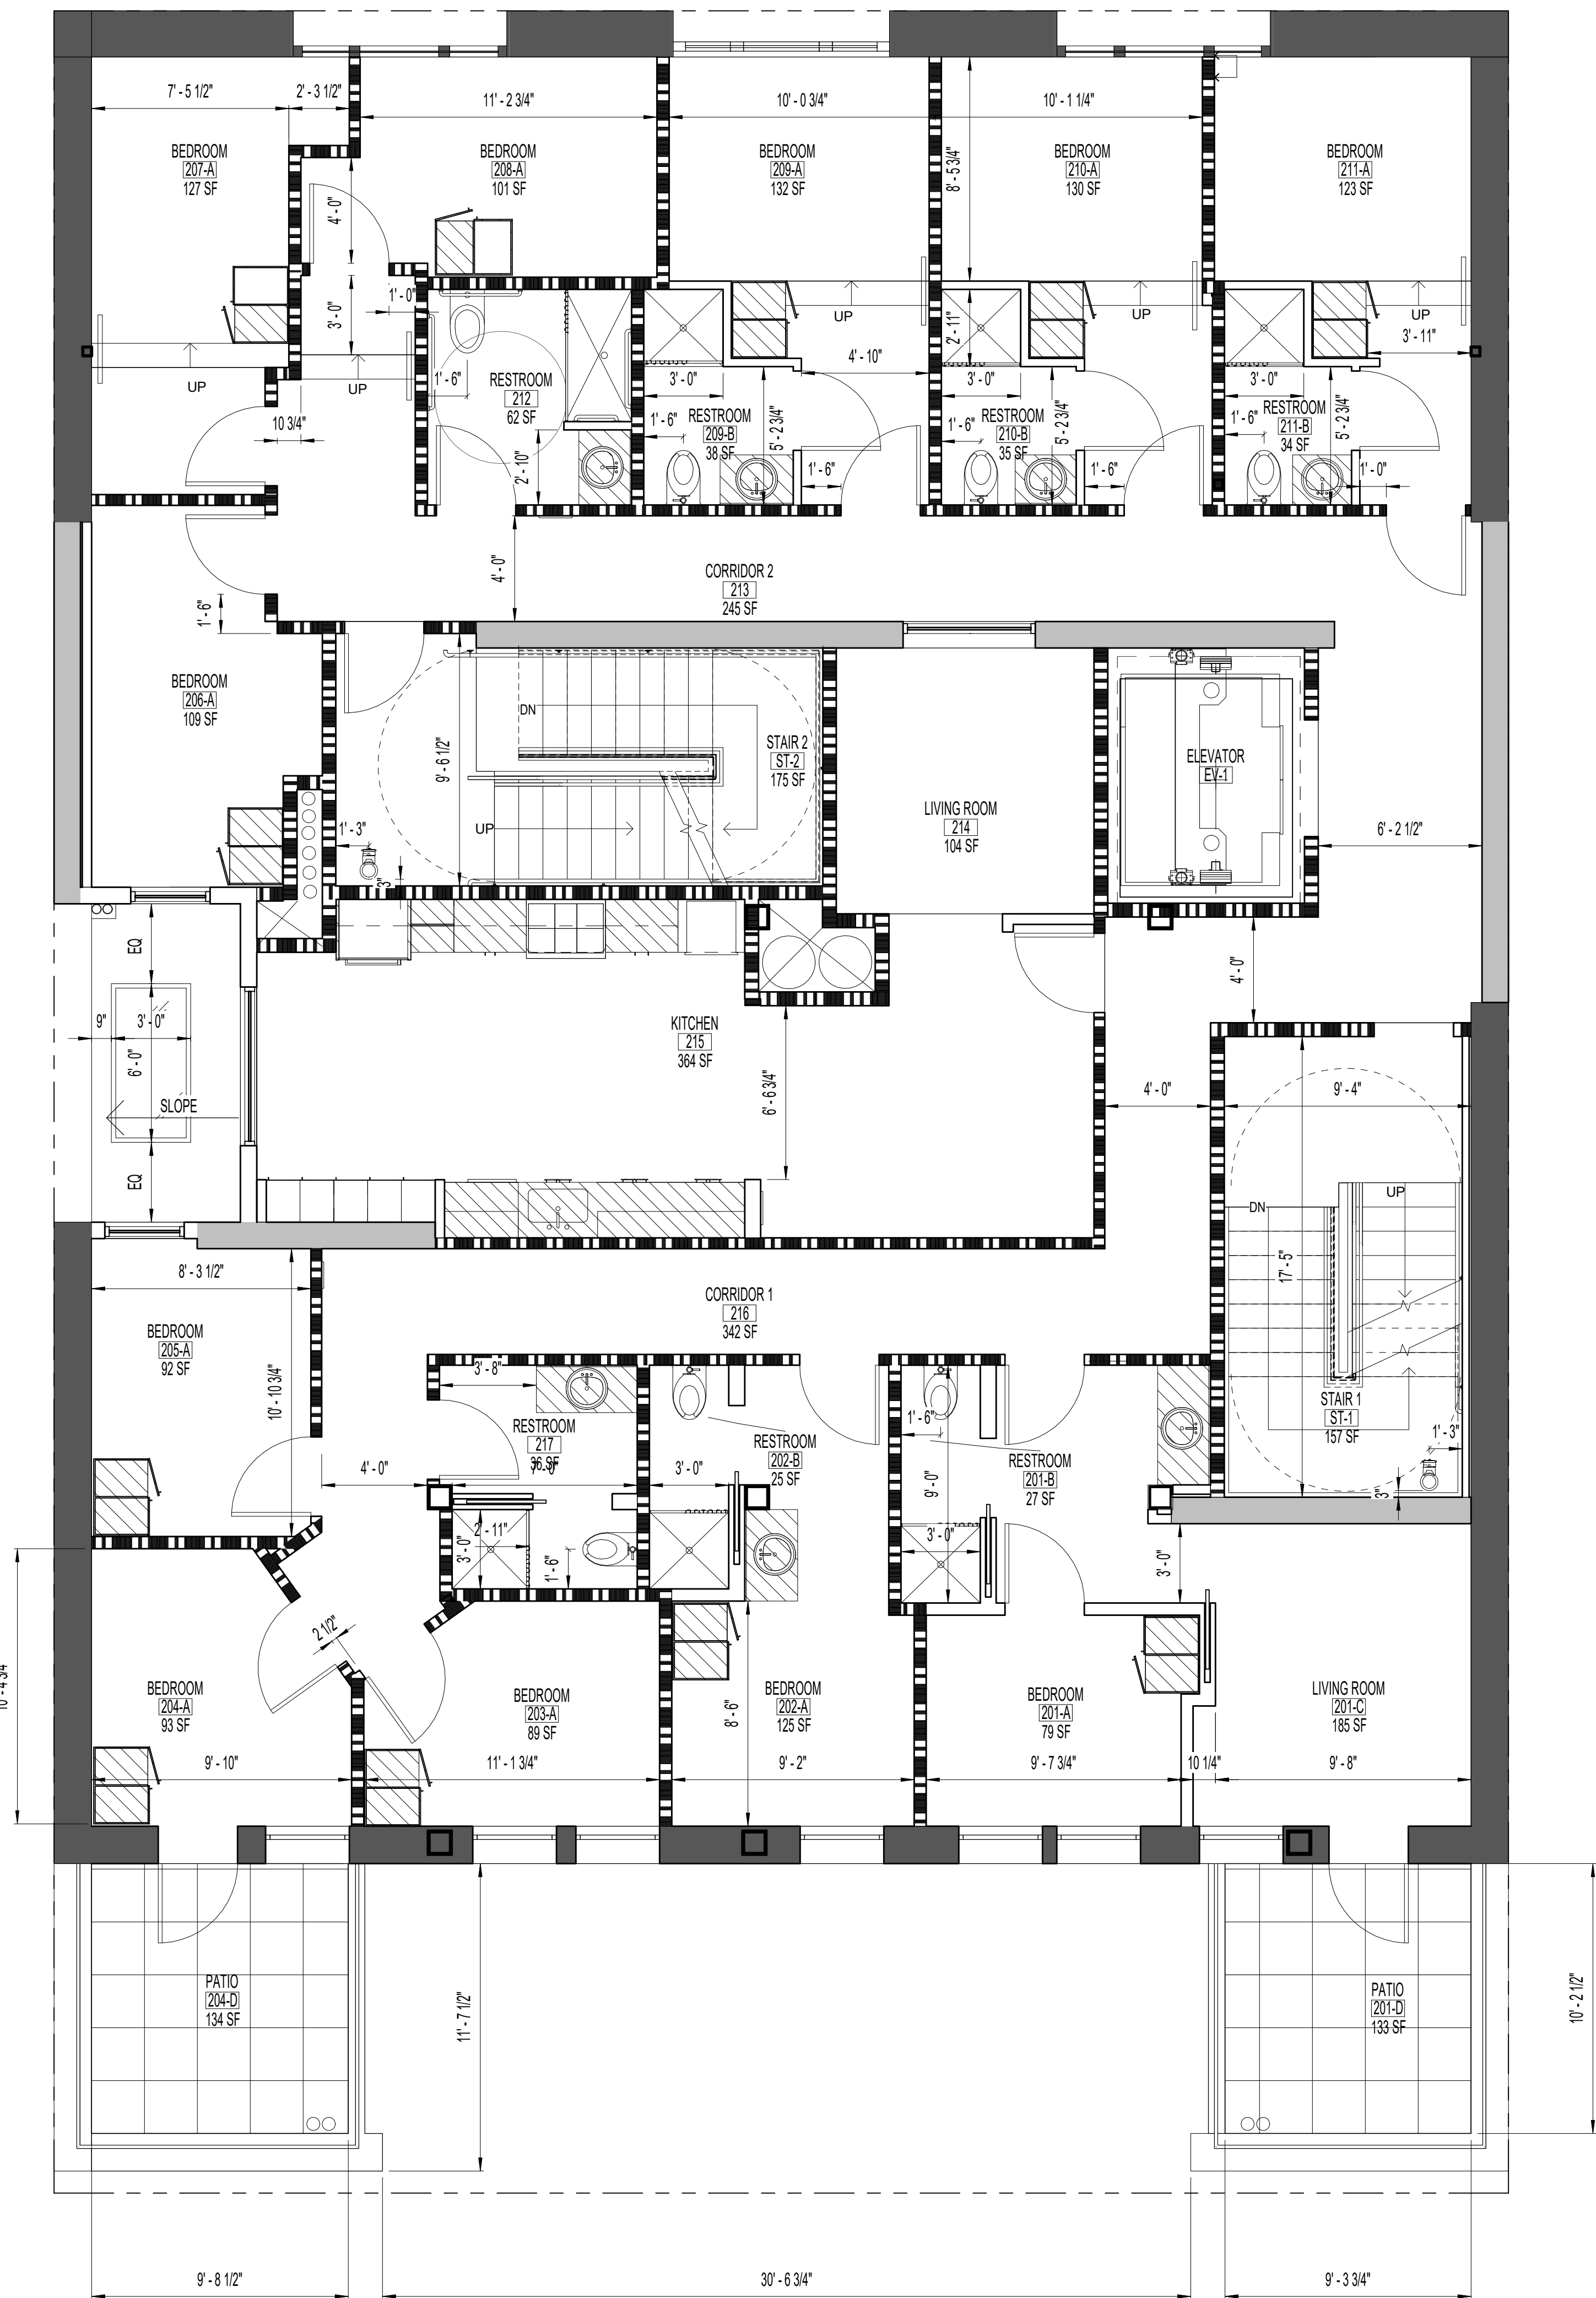 7' - 5 1/2"
2' - 3 1/2"
11' - 2 3/4"
10' - 0 3/4"
10' - 1 1/4"
BEDROOM
207-A
127 SF
BEDROOM
208-A
101 SF
BEDROOM
209-A
132 SF
8' - 5 3/4"
BEDROOM
210-A
130 SF
BEDROOM
211-A
123 SF
4' - 0"
3' - 0"
1' - 0"
UP
UP
10 3/4"
1' - 6"
RESTROOM
212
62 SF
2' - 10"
UP
4' - 10"
3' - 0"
1' - 6"
RESTROOM
209-B
38 SF
5' - 2 3/4"
1' - 6"
2' - 11"
UP
3' - 0"
1' - 6"
RESTROOM
210-B
35 SF
5' - 2 3/4"
1' - 6"
UP
3' - 11"
3' - 0"
1' - 6"
RESTROOM
211-B
34 SF
5' - 2 3/4"
1' - 0"
4' - 0"
CORRIDOR 2
213
245 SF
1' - 6"
BEDROOM
206-A
109 SF
9' - 6 1/2"
DN
STAIR 2
ST-2
175 SF
UP
1' - 3"
3"
LIVING ROOM
214
104 SF
ELEVATOR
EV-1
6' - 2 1/2"
4' - 0"
EQ
9"
3' - 0"
6' - 0"
SLOPE
EQ
KITCHEN
215
364 SF
6' - 6 3/4"
4' - 0"
9' - 4"
DN
UP
17' - 5"
STAIR 1
ST-1
157 SF
1' - 3"
3"
8' - 3 1/2"
BEDROOM
205-A
92 SF
10' - 10 3/4"
CORRIDOR 1
216
342 SF
3' - 8"
RESTROOM
217
36 SF
7' - 0"
4' - 0"
2' - 11"
3' - 0"
1' - 6"
3' - 0"
RESTROOM
202-B
25 SF
1' - 6"
9' - 0"
RESTROOM
201-B
27 SF
3' - 0"
3' - 0"
2 1/2"
10' - 4 3/4"
BEDROOM
204-A
93 SF
9' - 10"
BEDROOM
203-A
89 SF
11' - 1 3/4"
8' - 6"
BEDROOM
202-A
125 SF
9' - 2"
BEDROOM
201-A
79 SF
9' - 7 3/4"
10 1/4"
LIVING ROOM
201-C
185 SF
9' - 8"
PATIO
204-D
134 SF
11' - 7 1/2"
PATIO
201-D
133 SF
10' - 2 1/2"
9' - 8 1/2"
30' - 6 3/4"
9' - 3 3/4"